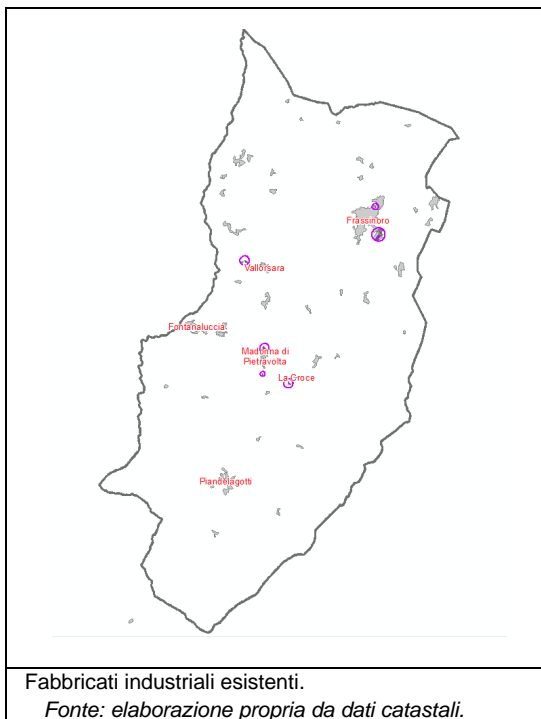 Frassinoro
Vallorsara
Fontanaluccia
Madonna di
Pietravolta
La Croce
Piandelagotti
Fabbricati industriali esistenti.
Fonte: elaborazione propria da dati catastali.